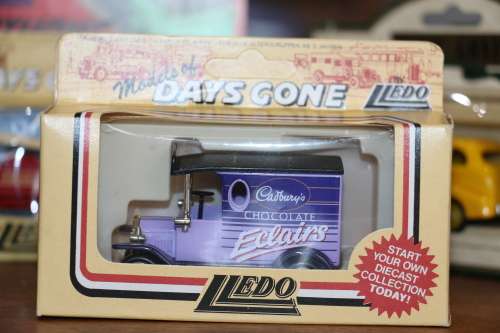 Models of
DAYS GONE
LLEDO
Cadbury's
CHOCOLATE
Eclairs
START
YOUR OWN
DIECAST
COLLECTION
TODAY!
LLEDO